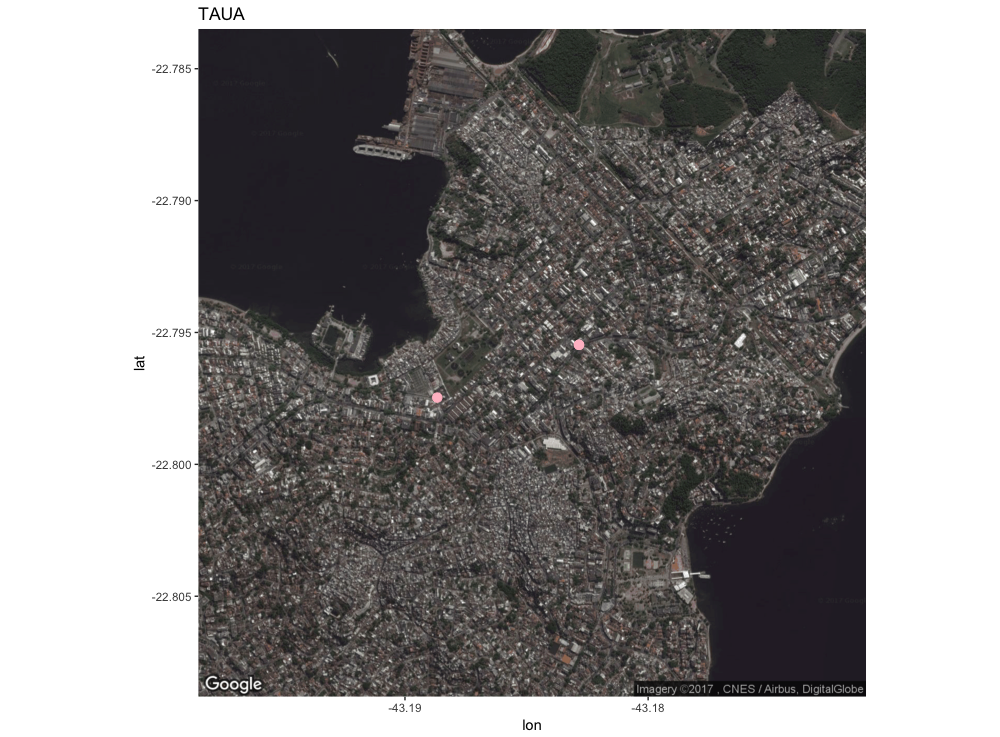 TAUA
-22.785
-22.790
-22.795
-22.800
-22.805
lat
Google
Imagery ©2017 , CNES / Airbus, DigitalGlobe
-43.19
-43.18
lon